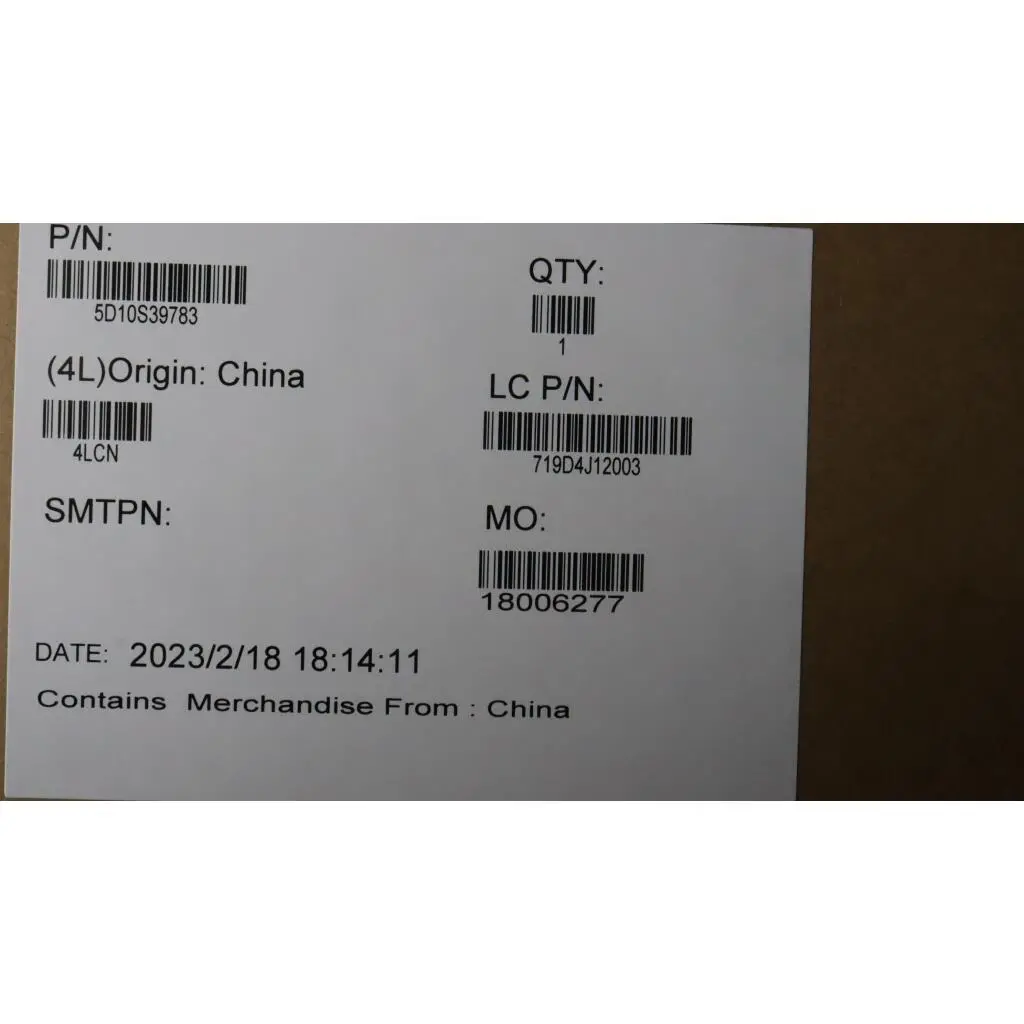 P/N:
5D10S39783
QTY:
1
(4L)Origin: China
4LCN
LC P/N:
719D4J12003
SMTPN:
MO:
18006277
DATE: 2023/2/18 18:14:11
Contains Merchandise From : China